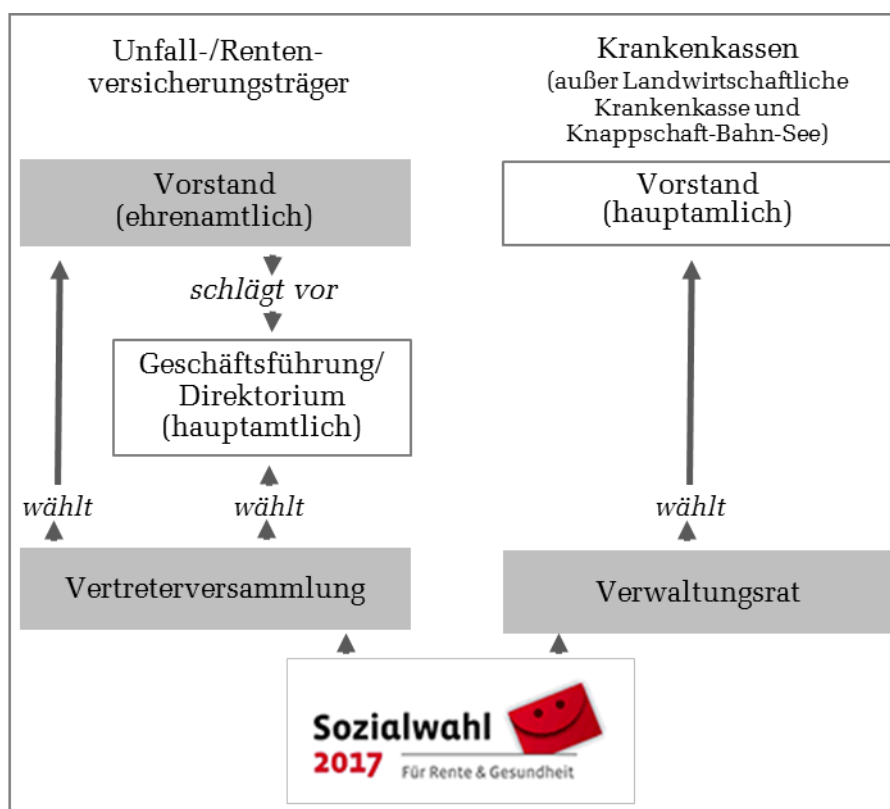 Unfall-/Renten-
versicherungsträger
Vorstand
(ehrenamtlich)
schlägt vor
Geschäftsführung/
Direktorium
(hauptamtlich)
wählt
wählt
Vertreterversammlung
Krankenkassen
(außer Landwirtschaftliche
Krankenkasse und
Knappschaft-Bahn-See)
Vorstand
(hauptamlich)
wählt
Verwaltungsrat
Sozialwahl
2017 Für Rente & Gesundheit